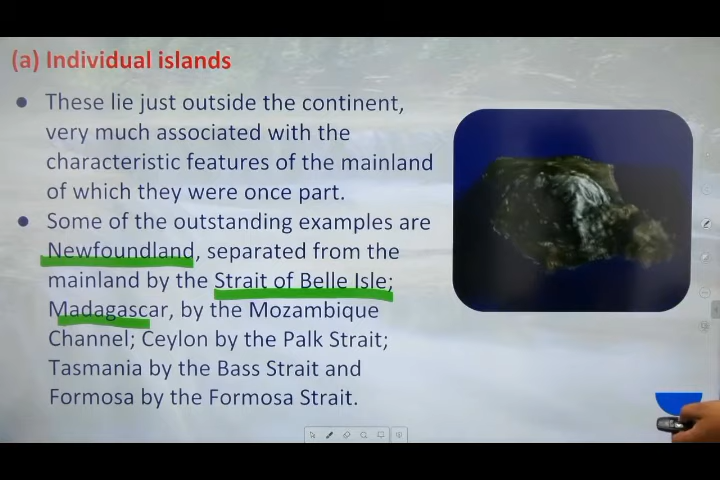 (a) Individual islands
● These lie just outside the continent,
very much associated with the
characteristic features of the mainland
of which they were once part.
● Some of the outstanding examples are
Newfoundland, separated from the
mainland by the Strait of Belle Isle;
Madagascar, by the Mozambique
Channel; Ceylon by the Palk Strait;
Tasmania by the Bass Strait and
Formosa by the Formosa Strait.